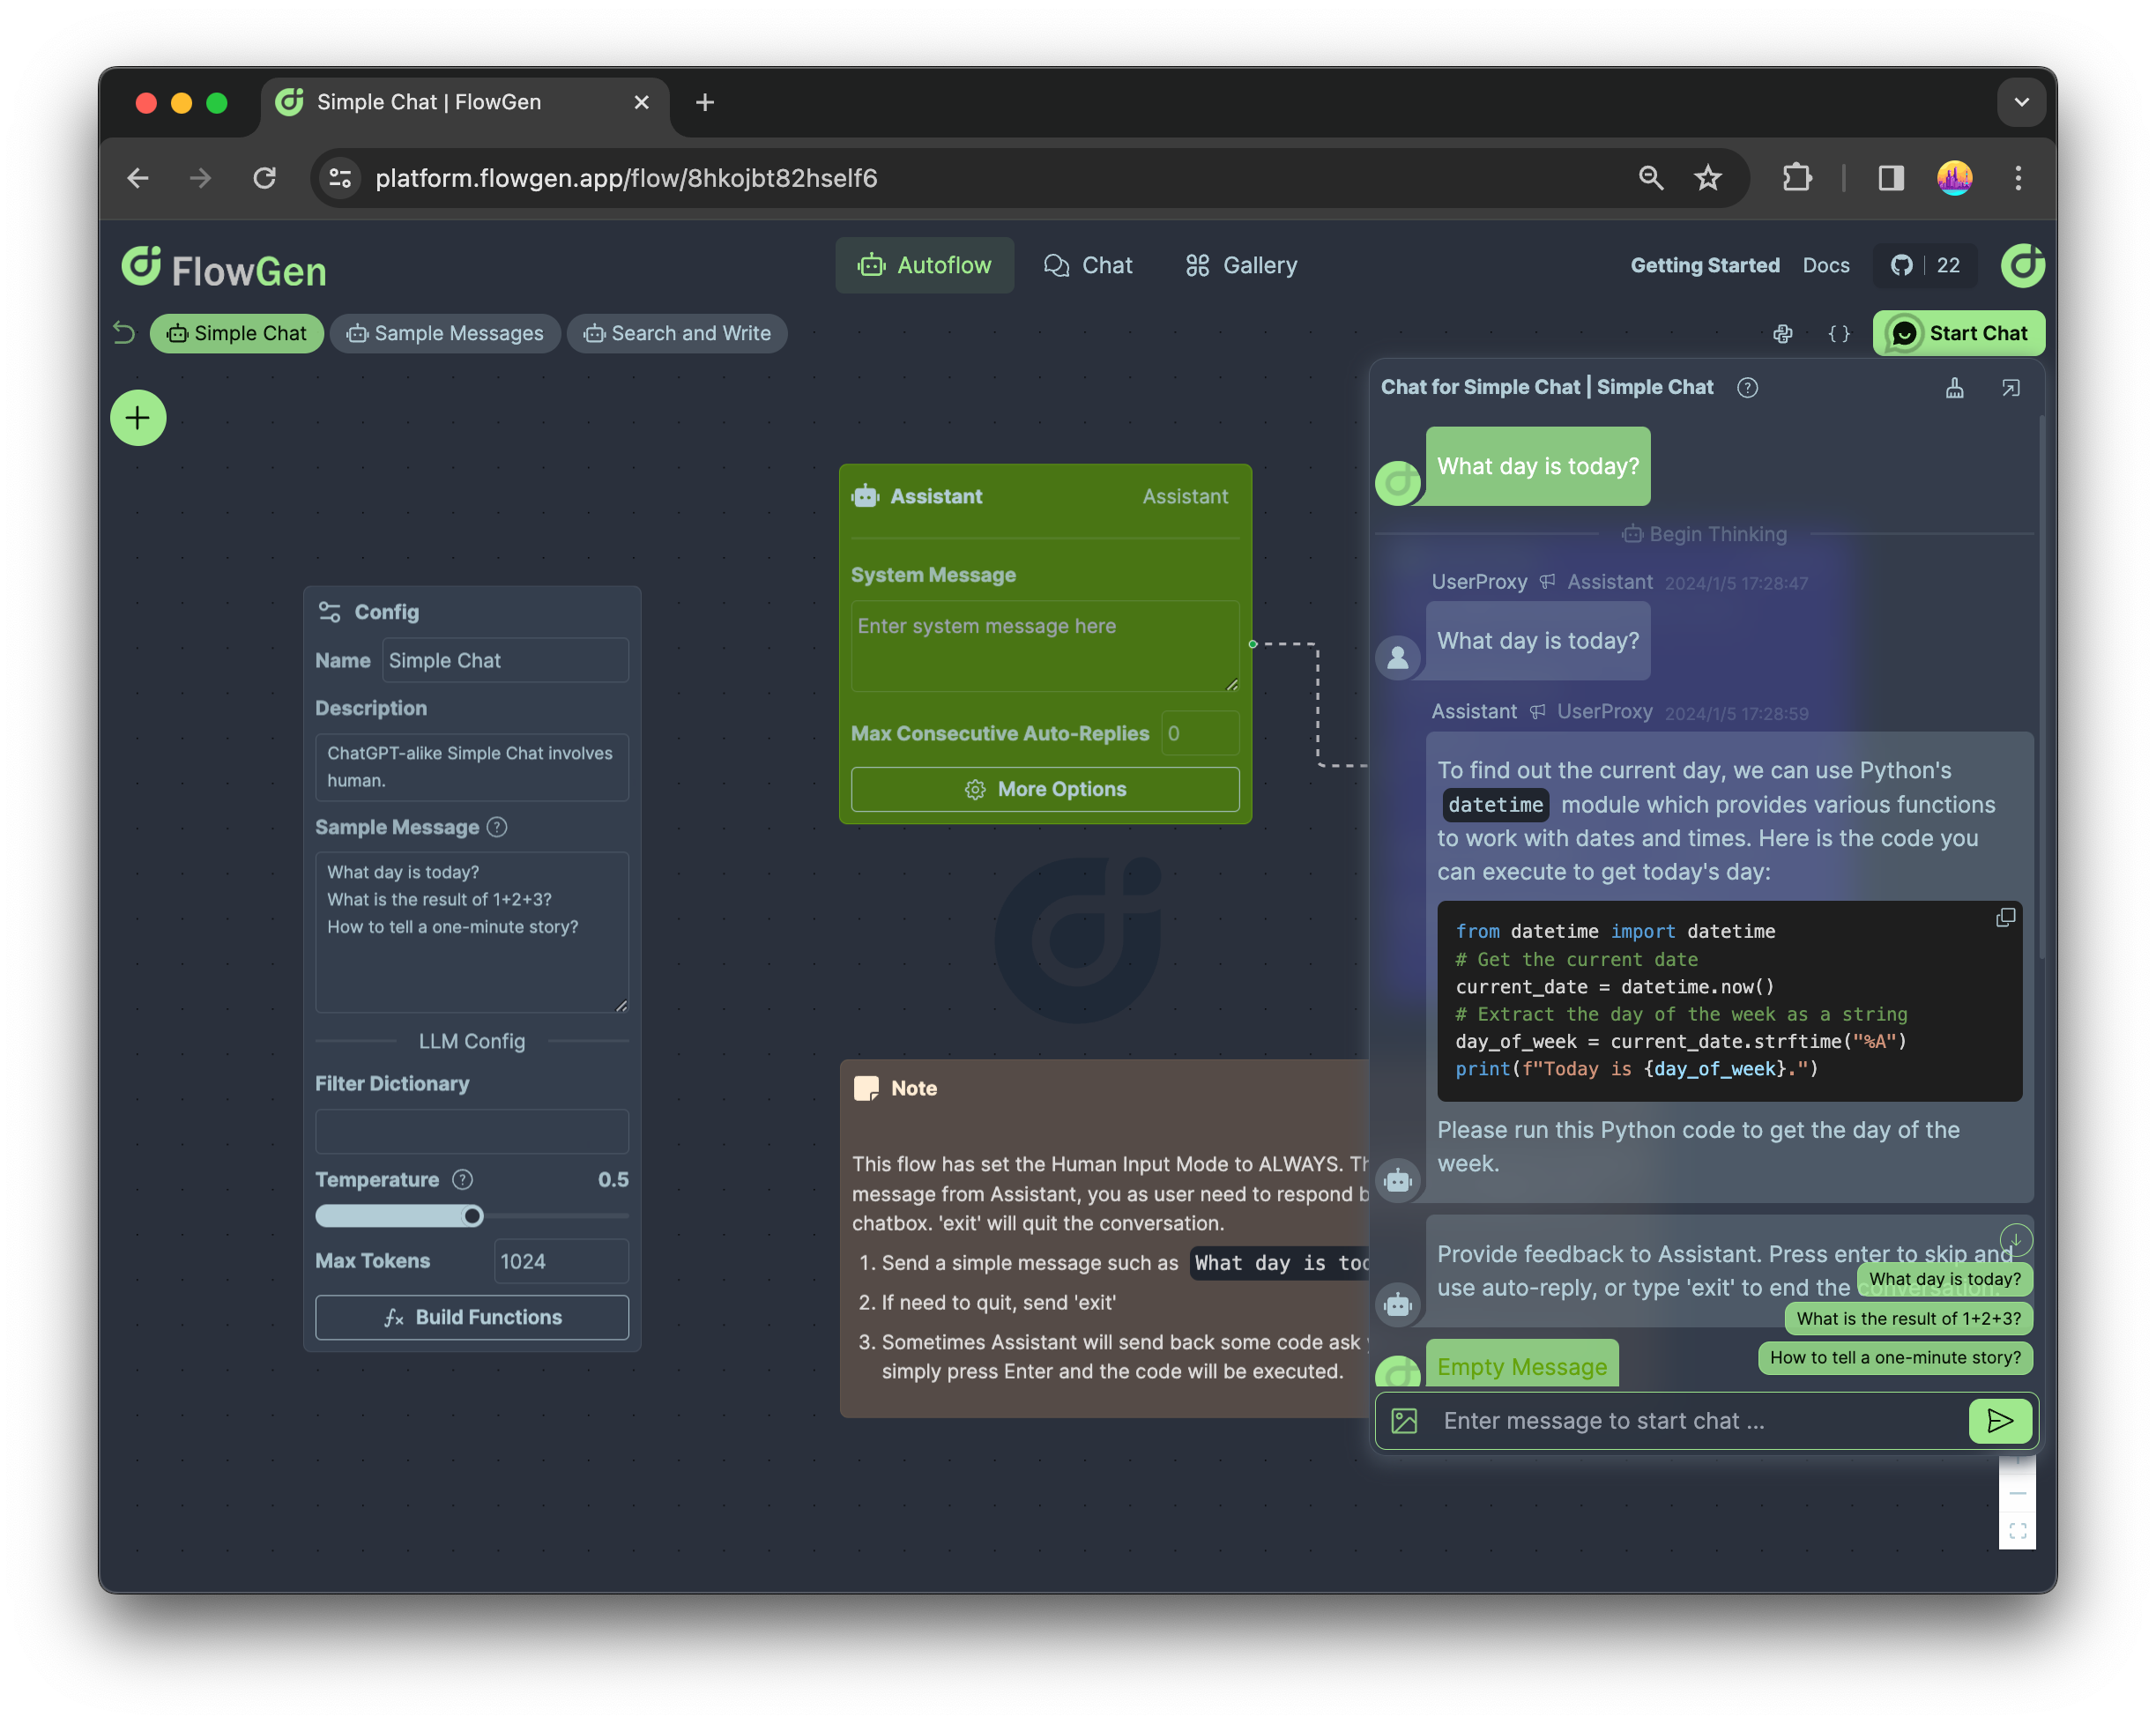 Simple Chat | FlowGen
platform.flowgen.app/flow/8hkojbt82hself6
FlowGen
Autoflow
Chat
Gallery
Getting Started
Docs
22
Simple Chat
Sample Messages
Search and Write
{ }
Start Chat
Config
Name
Simple Chat
Description
ChatGPT-alike Simple Chat involves
human.
Sample Message
What day is today?
What is the result of 1+2+3?
How to tell a one-minute story?
LLM Config
Filter Dictionary
Temperature
0.5
Max Tokens
1024
Build Functions
Assistant
Assistant
System Message
Enter system message here
Max Consecutive Auto-Replies
0
More Options
Note
This flow has set the Human Input Mode to ALWAYS.
message from Assistant, you as user need to respond
chatbox. 'exit' will quit the conversation.
1. Send a simple message such as What day is
2. If need to quit, send 'exit'
3. Sometimes Assistant will send back some code ask
simply press Enter and the code will be executed.
Chat for Simple Chat | Simple Chat
What day is today?
Begin Thinking
UserProxy Assistant 2024/1/5 17:28:47
What day is today?
Assistant UserProxy 2024/1/5 17:28:59
To find out the current day, we can use Python's
datetime module which provides various functions
to work with dates and times. Here is the code you
can execute to get today's day:
from datetime import datetime
# Get the current date
current_date = datetime.now()
# Extract the day of the week as a string
day_of_week = current_date.strftime("%A")
print(f"Today is {day_of_week}.")
Please run this Python code to get the day of the
week.
Provide feedback to Assistant. Press enter to skip and
use auto-reply, or type 'exit' to end the conversation.
What day is today?
What is the result of 1+2+3?
How to tell a one-minute story?
Empty Message
Enter message to start chat ...